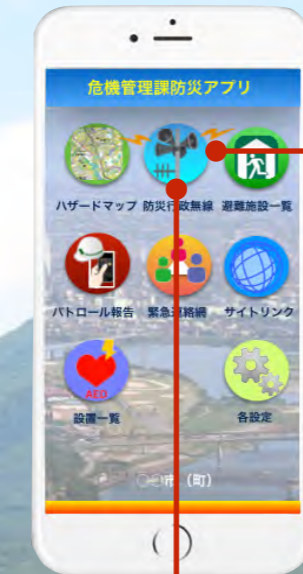 危機管理課防災アプリ
ハザードマップ 防災行政無線 避難施設一覧
パトロール報告 緊急連絡網 サイトリンク
AED
設置一覧 各設定
市(町)